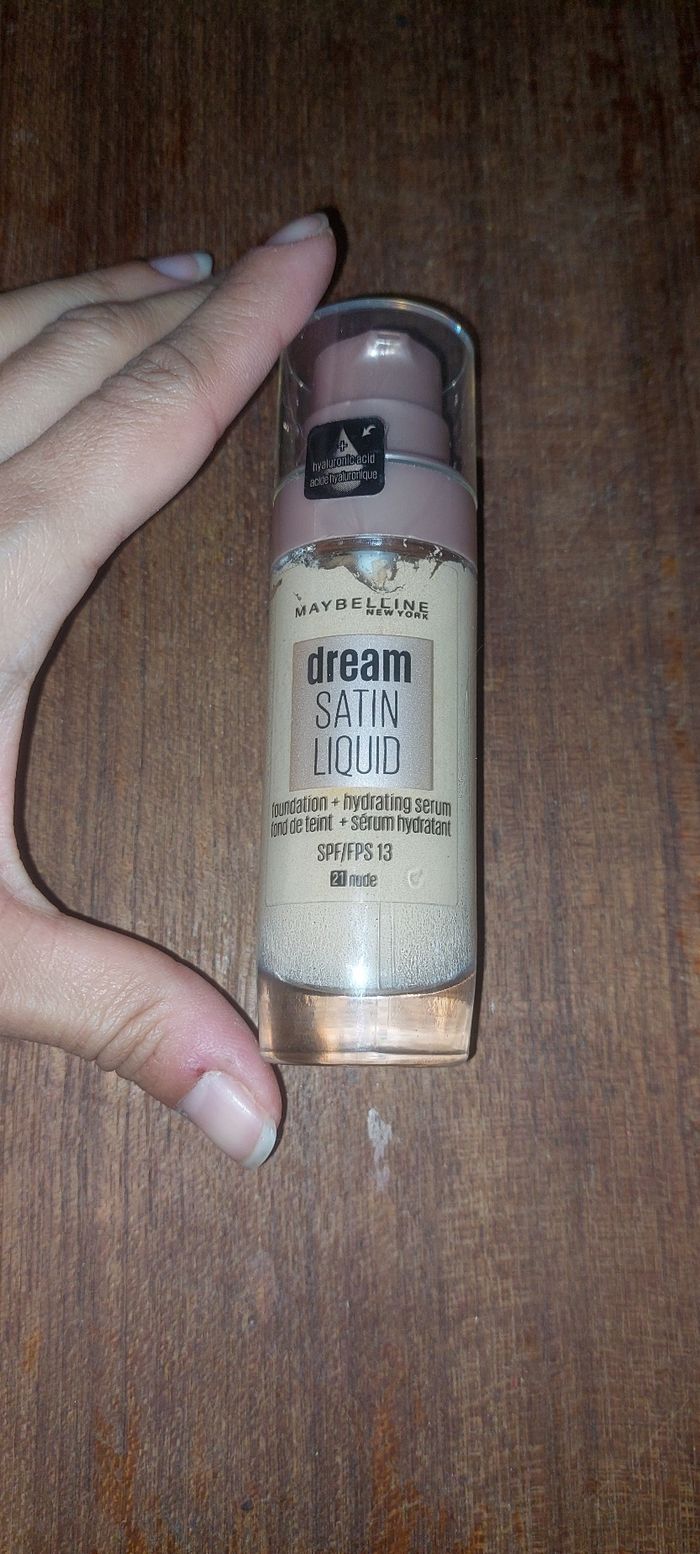 +
hyaluronic acid
acide hyaluronique
MAYBELLINE
NEW YORK
dream
SATIN
LIQUID
foundation + hydrating serum
fond de teint + sérum hydratant
SPF/FPS 13
21 nude